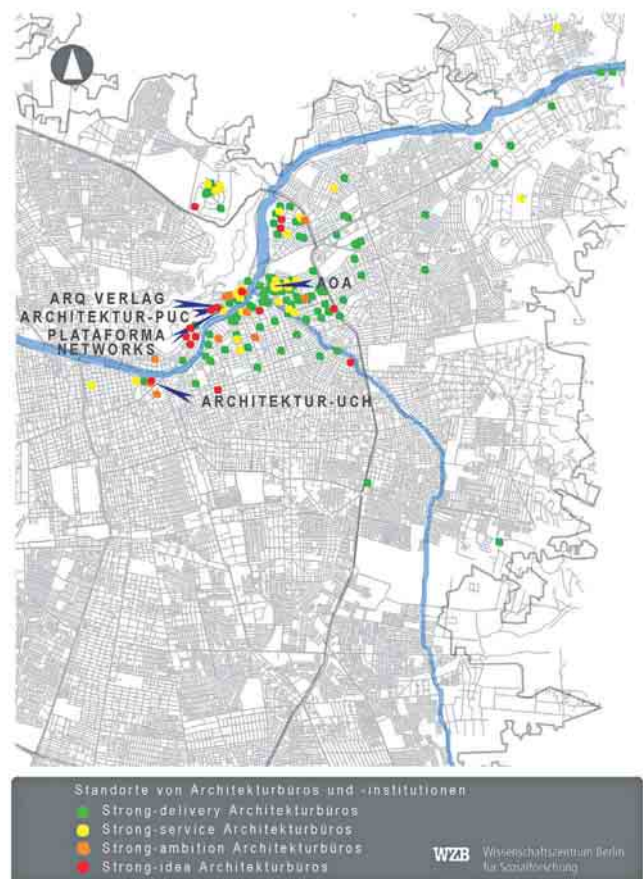 AOA
ARQ VERLAG
ARCHITEKTUR-PUC
PLATAFORMA
NETWORKS
ARCHITEKTUR-UCH
Standorte von Architekturbüros und -institutionen
Strong-delivery Architekturbüros
Strong-service Architekturbüros
Strong-ambition Architekturbüros
Strong-idea Architekturbüros
WZB Wissenschaftszentrum Berlin
für Sozialforschung